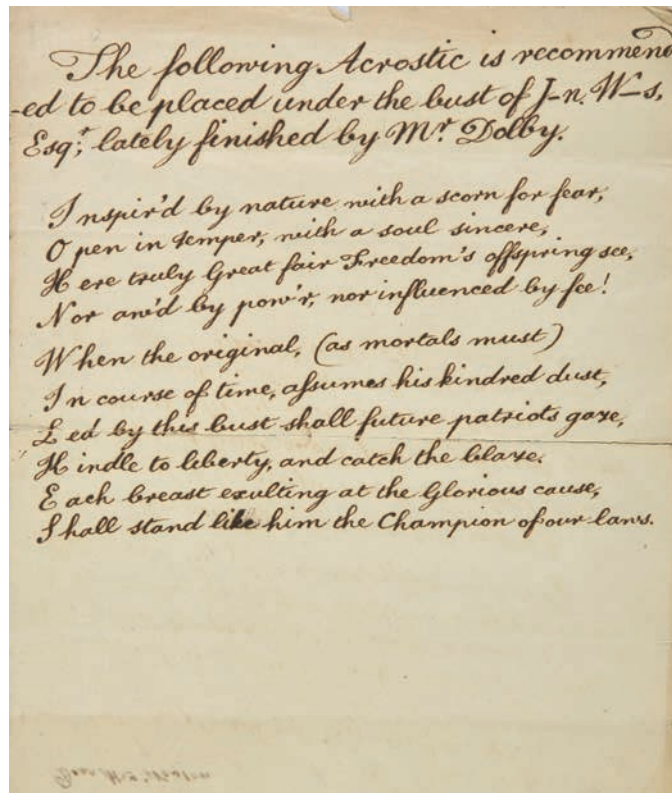 The following Acrostic is recommend
-ed to be placed under the bust of J-n. W-s,
Esqr; lately finished by Mr Dolby.
Inspir'd by nature with a scorn for fear,
Open in temper, with a soul sincere,
Here truly Great fair Freedom's offspring see,
Nor aw'd by pow'r, nor influenced by fee!
When the original, (as mortals must)
In course of time, assumes his kindred dust,
Led by this bust shall future patriots gaze,
Kindle to liberty, and catch the blaze.
Each breast exulting at the Glorious cause,
Shall stand like him the Champion of our laws.